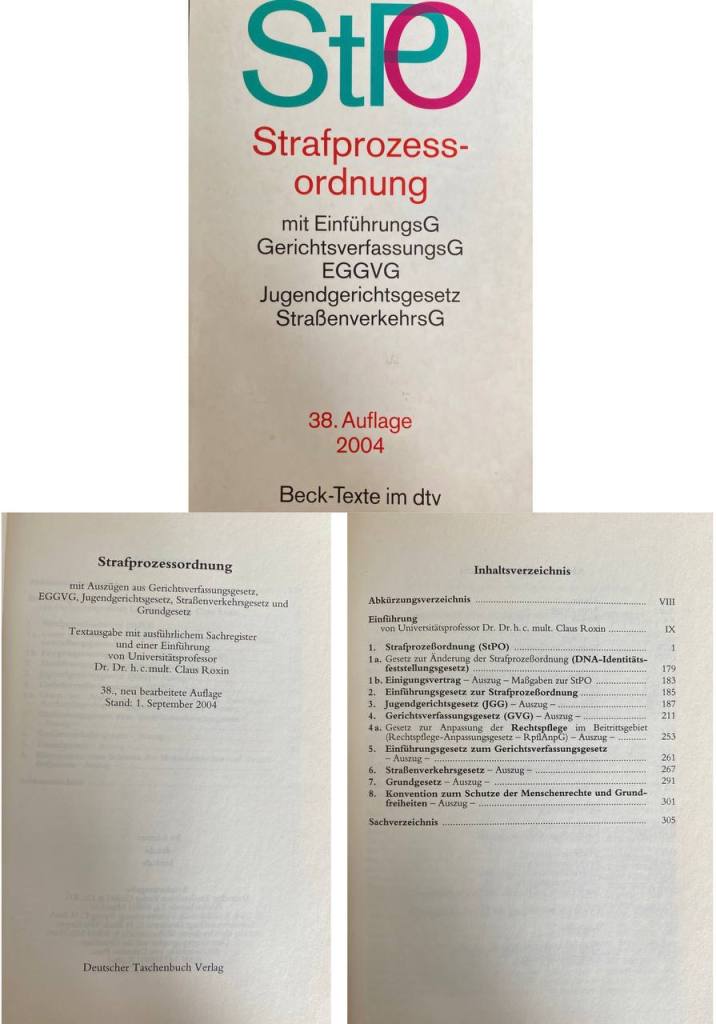 StPO
Strafprozess-
ordnung
mit EinführungsG
GerichtsverfassungsG
EGGVG
Jugendgerichtsgesetz
StraßenverkehrsG
38. Auflage
2004
Beck-Texte im dtv
Strafprozessordnung
mit Auszügen aus Gerichtsverfassungsgesetz,
EGGVG, Jugendgerichtsgesetz, Straßenverkehrsgesetz und
Grundgesetz
Textausgabe mit ausführlichem Sachregister
und einer Einführung
von Universitätsprofessor
Dr. Dr. h. c. mult. Claus Roxin
38., neu bearbeitete Auflage
Stand: 1. September 2004
Deutscher Taschenbuch Verlag
Inhaltsverzeichnis
Abkürzungsverzeichnis ........ VIII
Einführung
von Universitätsprofessor Dr. Dr. h. c. mult. Claus Roxin ........ IX
1. Strafprozeßordnung (StPO) ........ 1
1 a. Gesetz zur Änderung der Strafprozeßordnung (DNA-Identitäts-
feststellungsgesetz) ........ 179
1 b. Einigungsvertrag – Auszug – Maßgaben zur StPO ........ 183
2. Einführungsgesetz zur Strafprozeßordnung ........ 185
3. Jugendgerichtsgesetz (JGG) – Auszug – ........ 187
4. Gerichtsverfassungsgesetz (GVG) – Auszug – ........ 211
4 a. Gesetz zur Anpassung der Rechtspflege im Beitrittsgebiet
(Rechtspflege-Anpassungsgesetz – RpflAnpG) – Auszug – ........ 253
5. Einführungsgesetz zum Gerichtsverfassungsgesetz
– Auszug – ........ 261
6. Straßenverkehrsgesetz – Auszug – ........ 267
7. Grundgesetz – Auszug – ........ 291
8. Konvention zum Schutze der Menschenrechte und Grund-
freiheiten – Auszug – ........ 301
Sachverzeichnis ........ 305